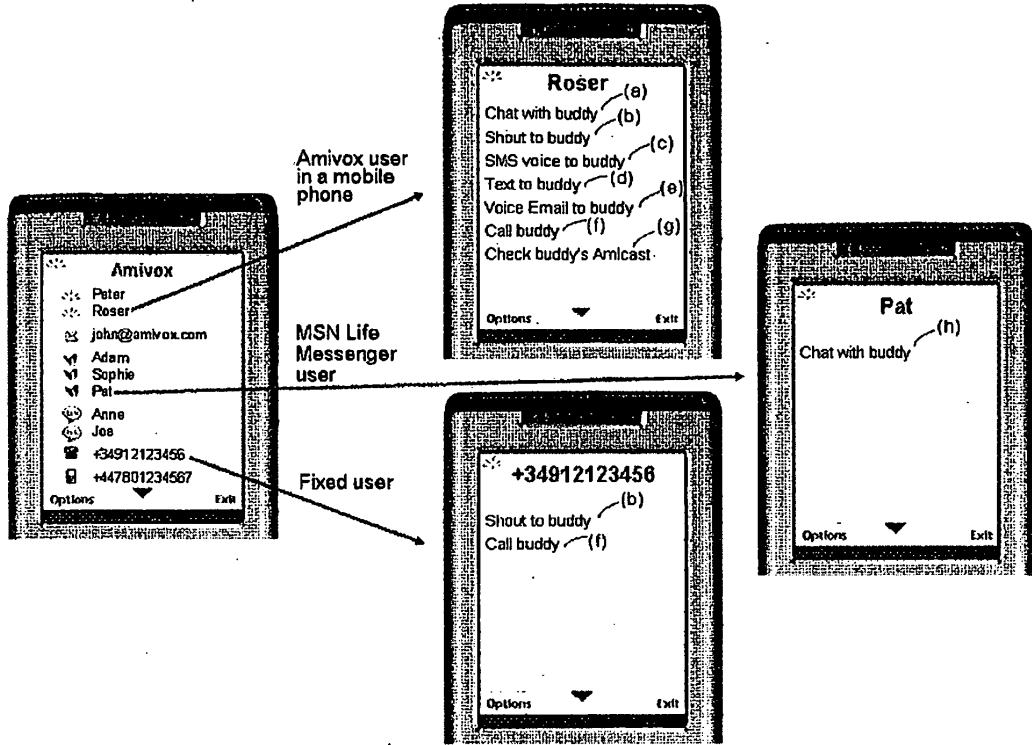 Amivox
Peter
Roser
john@amivox.com
Adam
Sophie
Pat
Anne
Joe
+34912123456
+447801234567
Options
Exit
Amivox user
in a mobile
phone
MSN Life
Messenger
user
Fixed user
Roser
Chat with buddy (a)
Shout to buddy (b)
SMS voice to buddy (c)
Text to buddy (d)
Voice Email to buddy (e)
Call buddy (f)
Check buddy's Amicast (g)
Options
Exit
+34912123456
Shout to buddy (b)
Call buddy (f)
Options
Exit
Pat
Chat with buddy (h)
Options
Exit